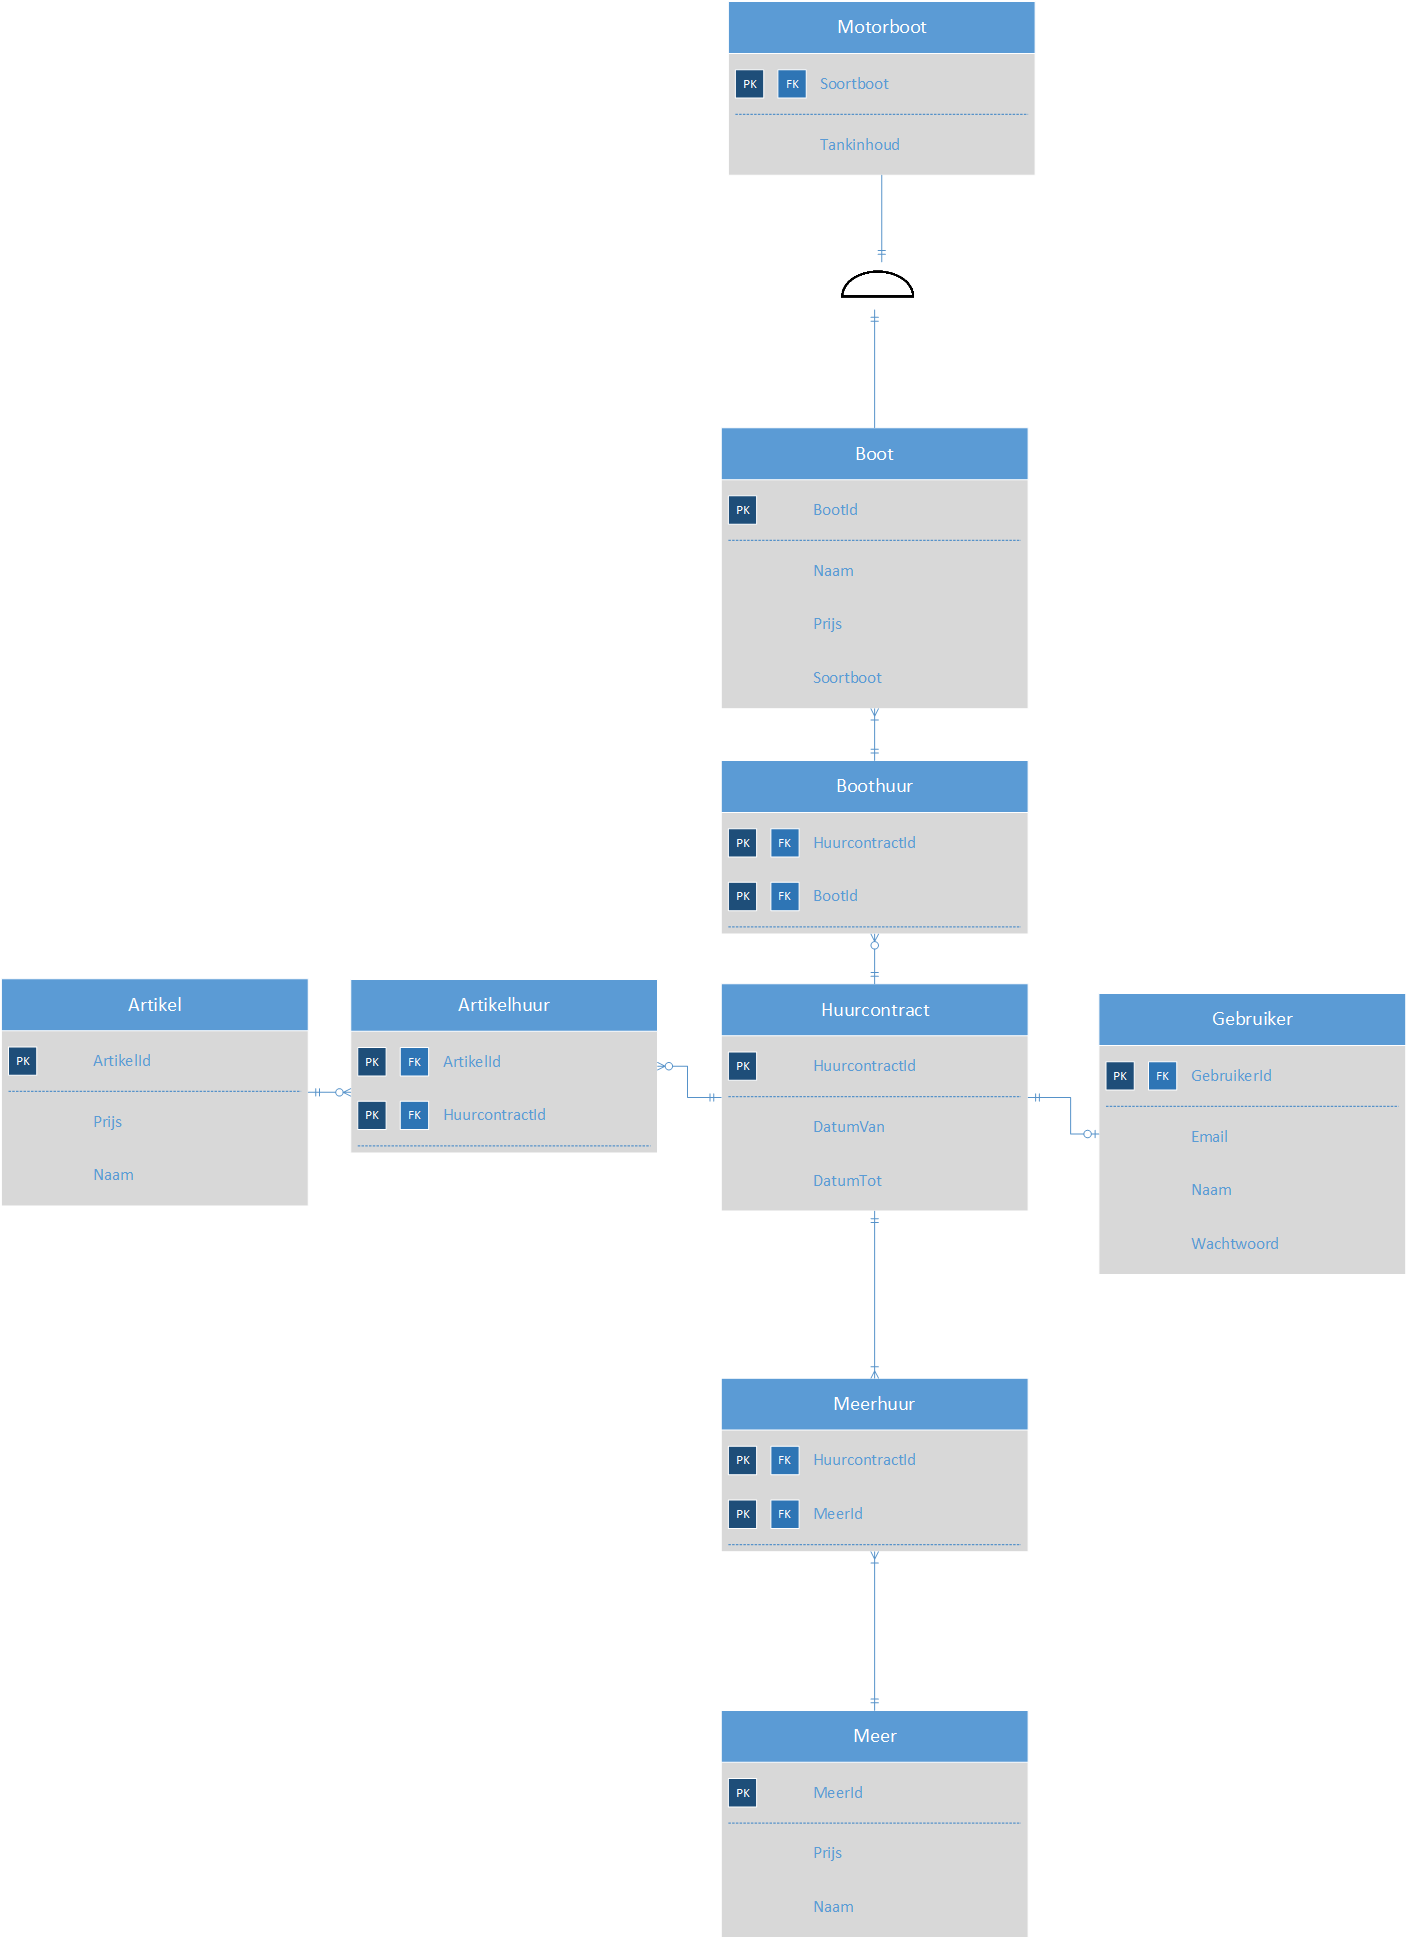 Motorboot
PK FK Soortboot
Tankinhoud
Boot
PK BootId
Naam
Prijs
Soortboot
Boothuur
PK FK HuurcontractId
PK FK BootId
Artikel
PK ArtikelId
Prijs
Naam
Artikelhuur
PK FK ArtikelId
PK FK HuurcontractId
Huurcontract
PK HuurcontractId
DatumVan
DatumTot
Gebruiker
PK FK GebruikerId
Email
Naam
Wachtwoord
Meerhuur
PK FK HuurcontractId
PK FK MeerId
Meer
PK MeerId
Prijs
Naam